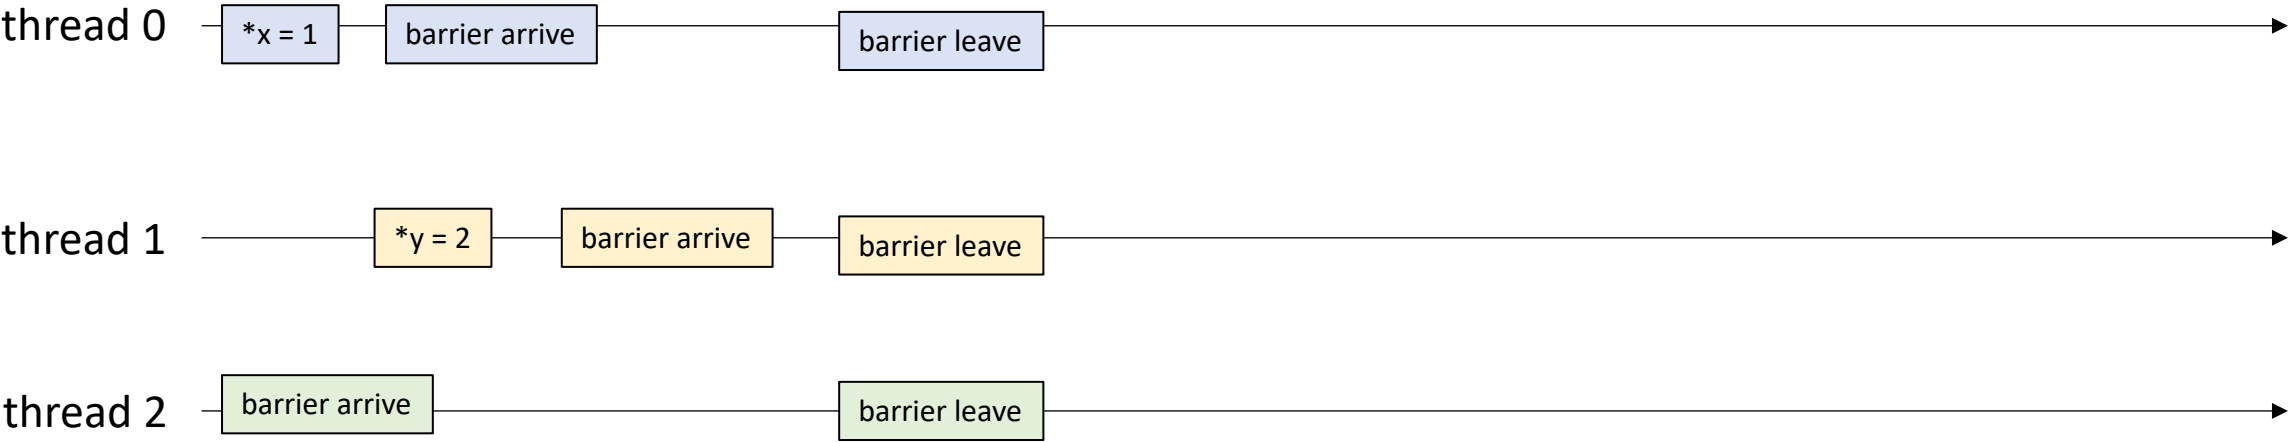 thread 0
*x = 1
barrier arrive
barrier leave
thread 1
*y = 2
barrier arrive
barrier leave
thread 2
barrier arrive
barrier leave